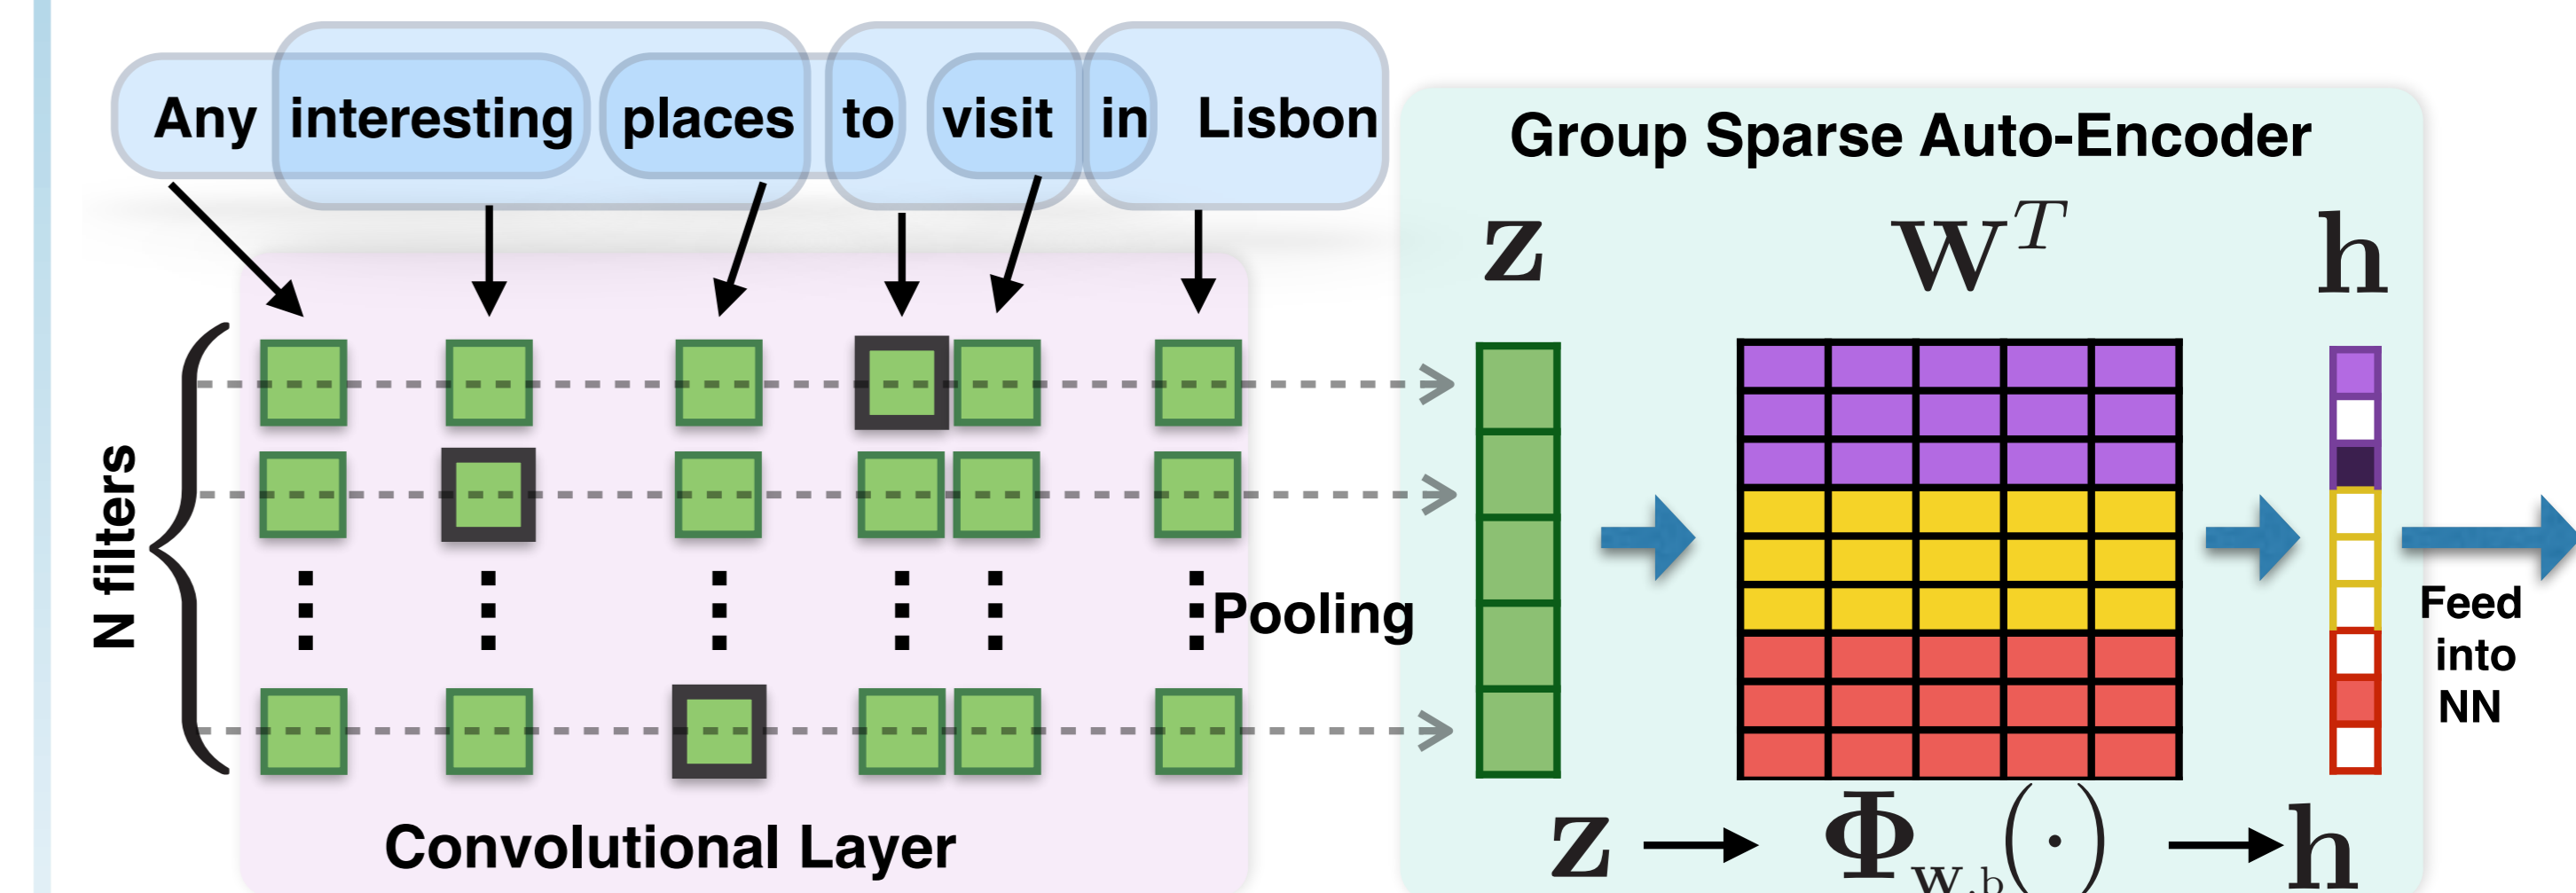 Any interesting places to visit in Lisbon
Group Sparse Auto-Encoder
z W^T h
N filters
Pooling
Feed
into
NN
Convolutional Layer
z → Φ_{w,b}(·) → h